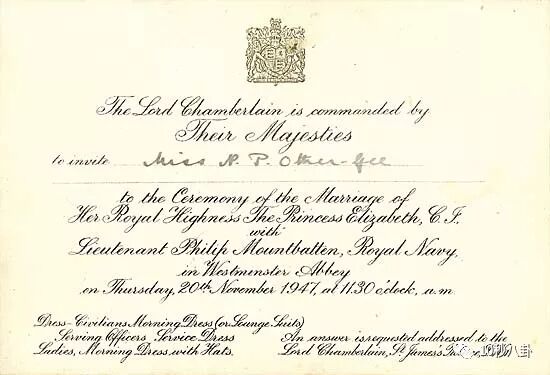 The Lord Chamberlain is commanded by
Their Majesties
to invite Miss N. P. Other-Gee
to the Ceremony of the Marriage of
Her Royal Highness The Princess Elizabeth, C.I.
with
Lieutenant Philip Mountbatten, Royal Navy,
in Westminster Abbey
on Thursday, 20th November 1947, at 11.30 o'clock, a.m.
Dress-Civilians Morning Dress (or Lounge Suits)
Serving Officers Service Dress
Ladies, Morning Dress with Hats.
An answer is requested addressed to the
Lord Chamberlain, St James's